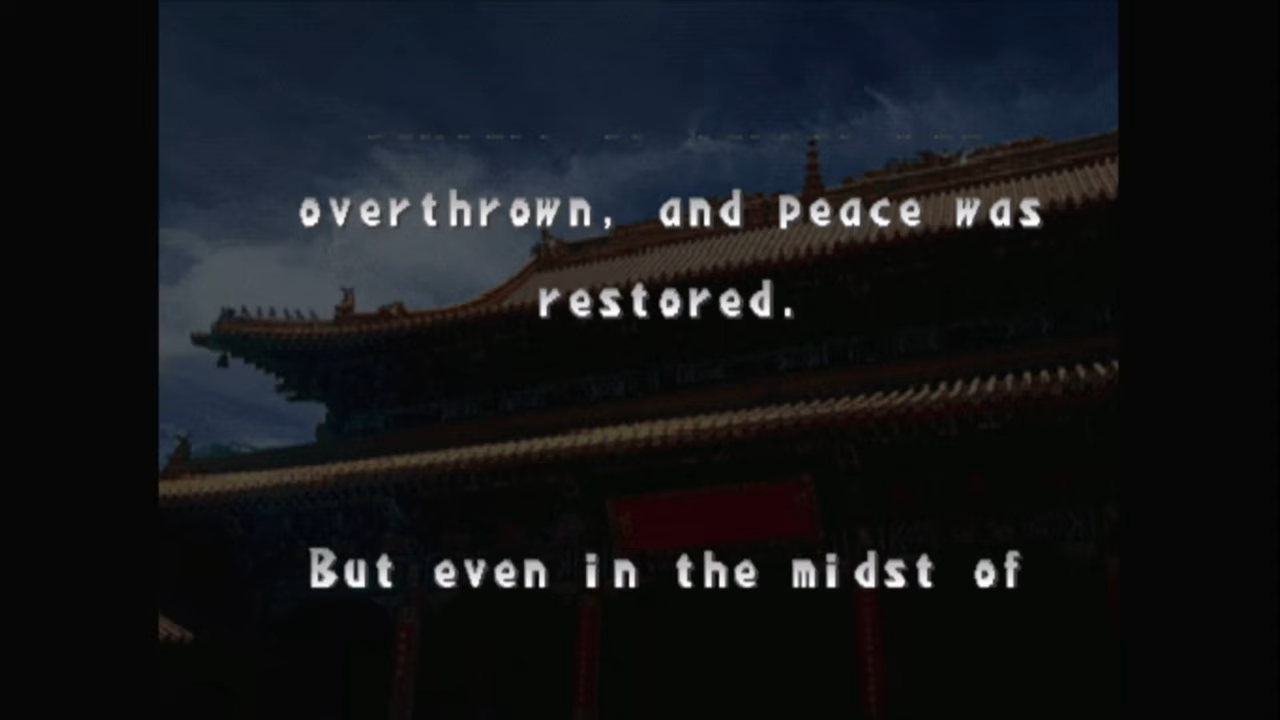 overthrown, and peace was
restored.
But even in the midst of